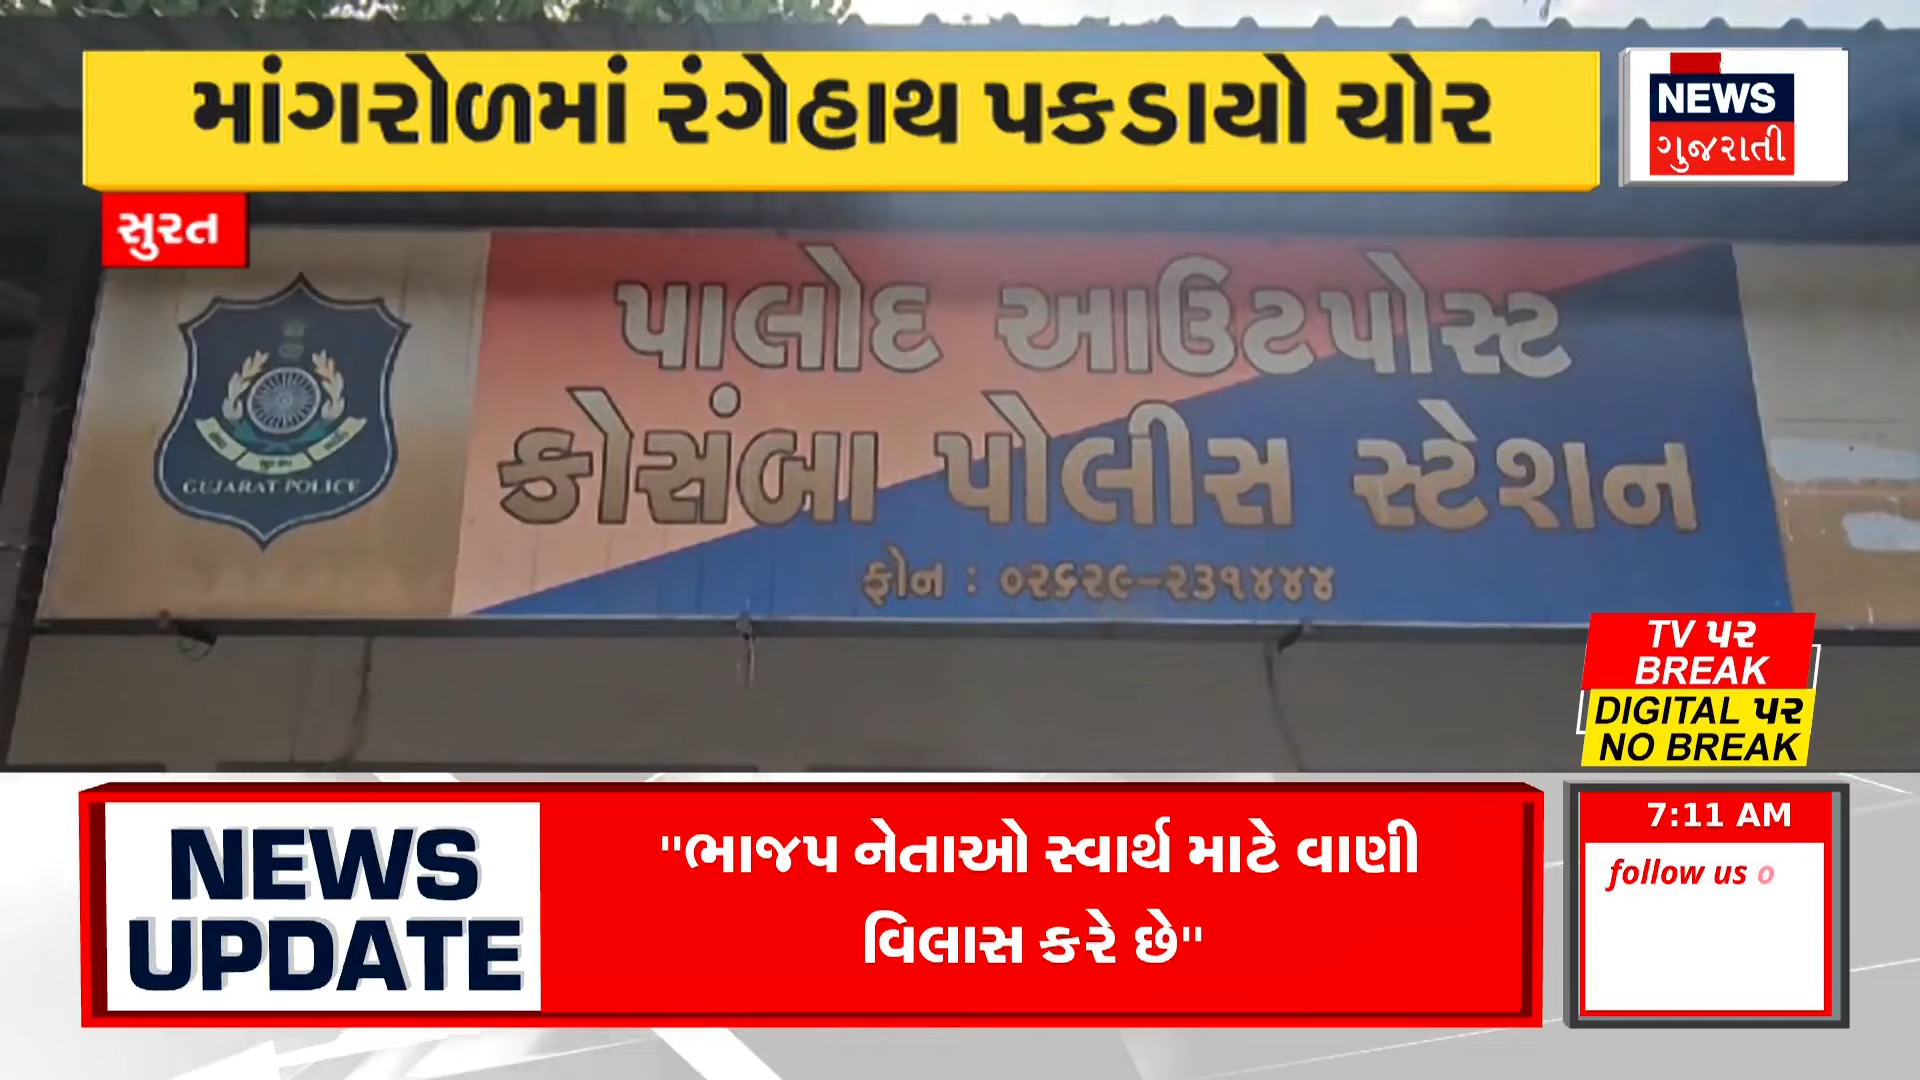 માંગરોળમાં રંગેહાથ પકડાયો ચોર
NEWS
ગુજરાતી
સુરત
પાલોદ આઉટપોસ્ટ
કોસંબા પોલીસ સ્ટેશન
ફોન : ૦૨૬૨૯-૨૩૧૪૪૪
GUJARAT POLICE
TV પર
BREAK
DIGITAL પર
NO BREAK
NEWS
UPDATE
"ભાજપ નેતાઓ સ્વાર્થ માટે વાણી
વિલાસ કરે છે"
7:11 AM
follow us o